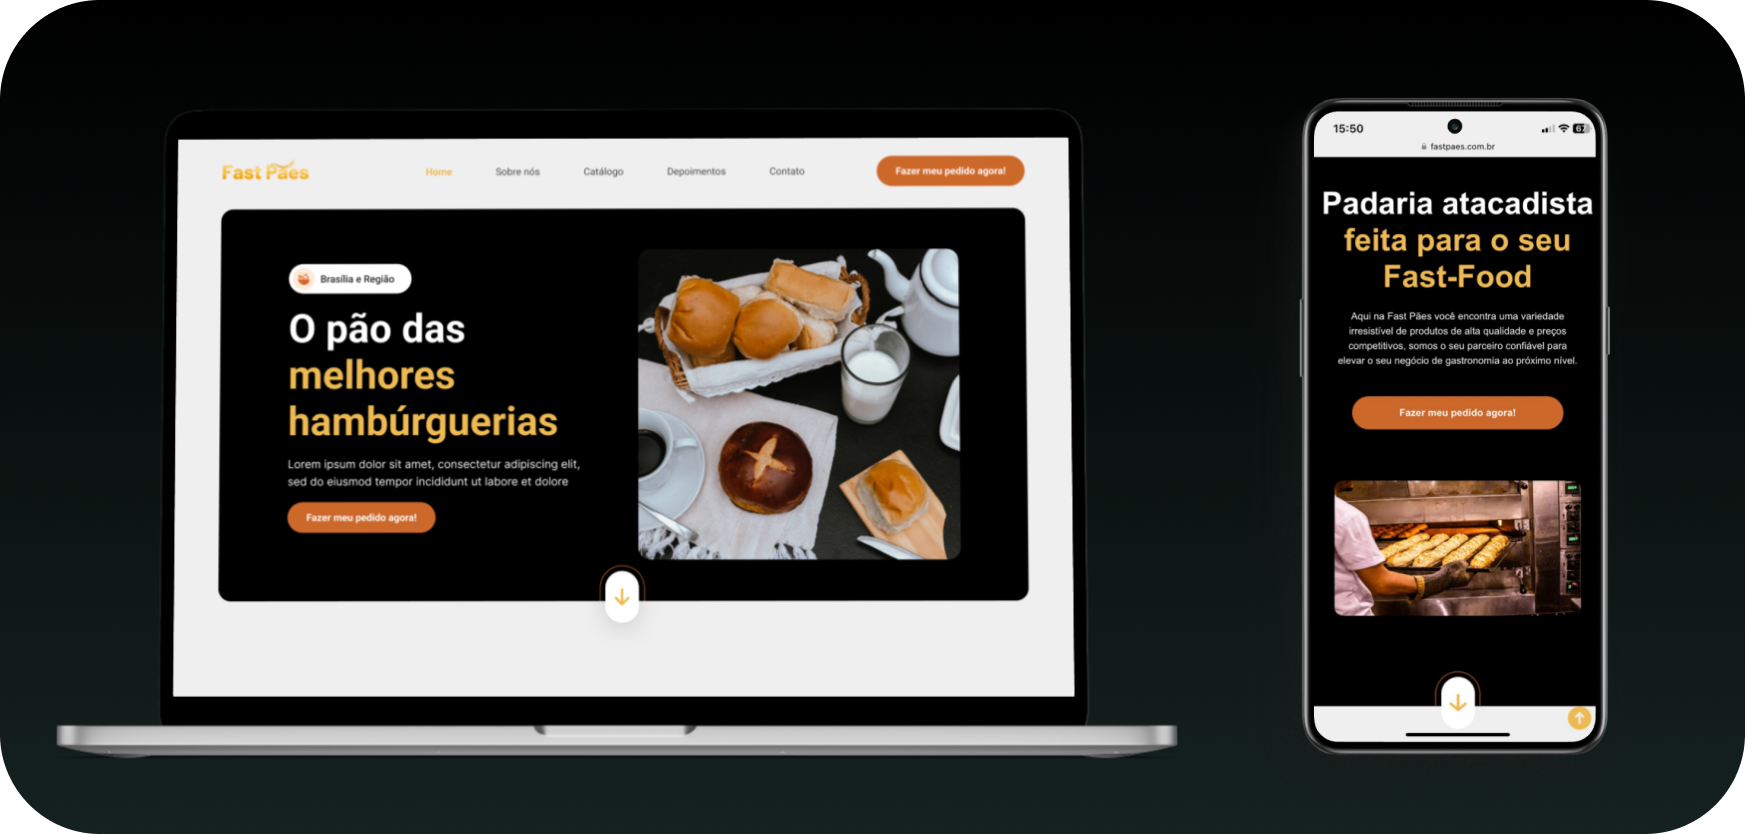 Fast Pães
Home
Sobre nós
Catálogo
Depoimentos
Contato
Fazer meu pedido agora!
Brasília e Região
O pão das
melhores
hambúrguerias
Lorem ipsum dolor sit amet, consectetur adipiscing elit,
sed do eiusmod tempor incididunt ut labore et dolore
Fazer meu pedido agora!
15:50
67
fastpaes.com.br
Padaria atacadista
feita para o seu
Fast-Food
Aqui na Fast Pães você encontra uma variedade
irresistível de produtos de alta qualidade e preços
competitivos, somos o seu parceiro confiável para
elevar o seu negócio de gastronomia ao próximo nível.
Fazer meu pedido agora!